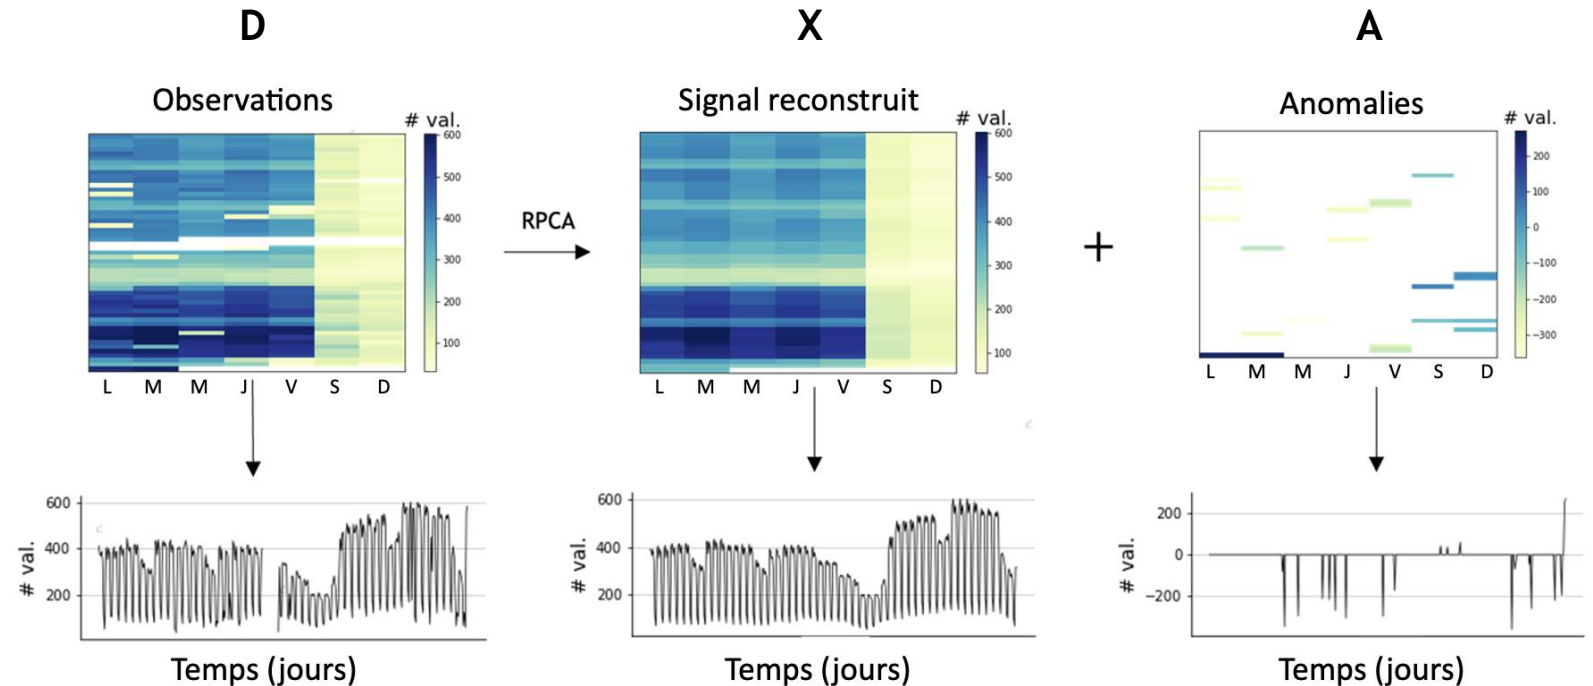 D X A
Observations Signal reconstruit Anomalies
# val. # val. # val.
600 600 200
500 500 100
400 400 0
300 300 −100
200 200 −200
100 100 −300
RPCA
+
L M M J V S D L M M J V S D L M M J V S D
600 600 200
400 400 0
200 200 −200
# val. # val. # val.
Temps (jours) Temps (jours) Temps (jours)